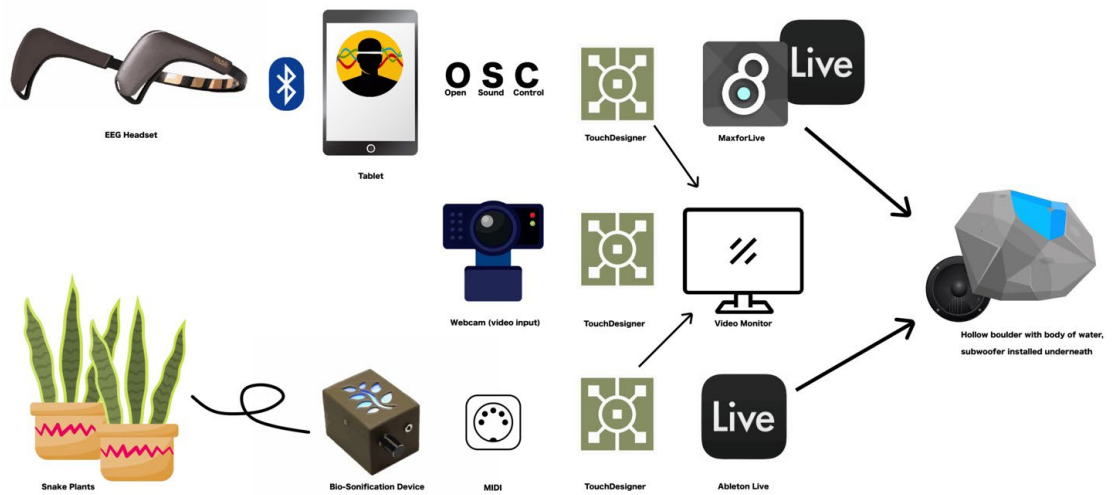 Live
O S C
Open Sound Control
EEG Headset
TouchDesigner
MaxforLive
Tablet
Webcam (video input)
TouchDesigner
Video Monitor
Hollow boulder with body of water,
subwoofer installed underneath
Live
Snake Plants
Bio-Sonification Device
MIDI
TouchDesigner
Ableton Live